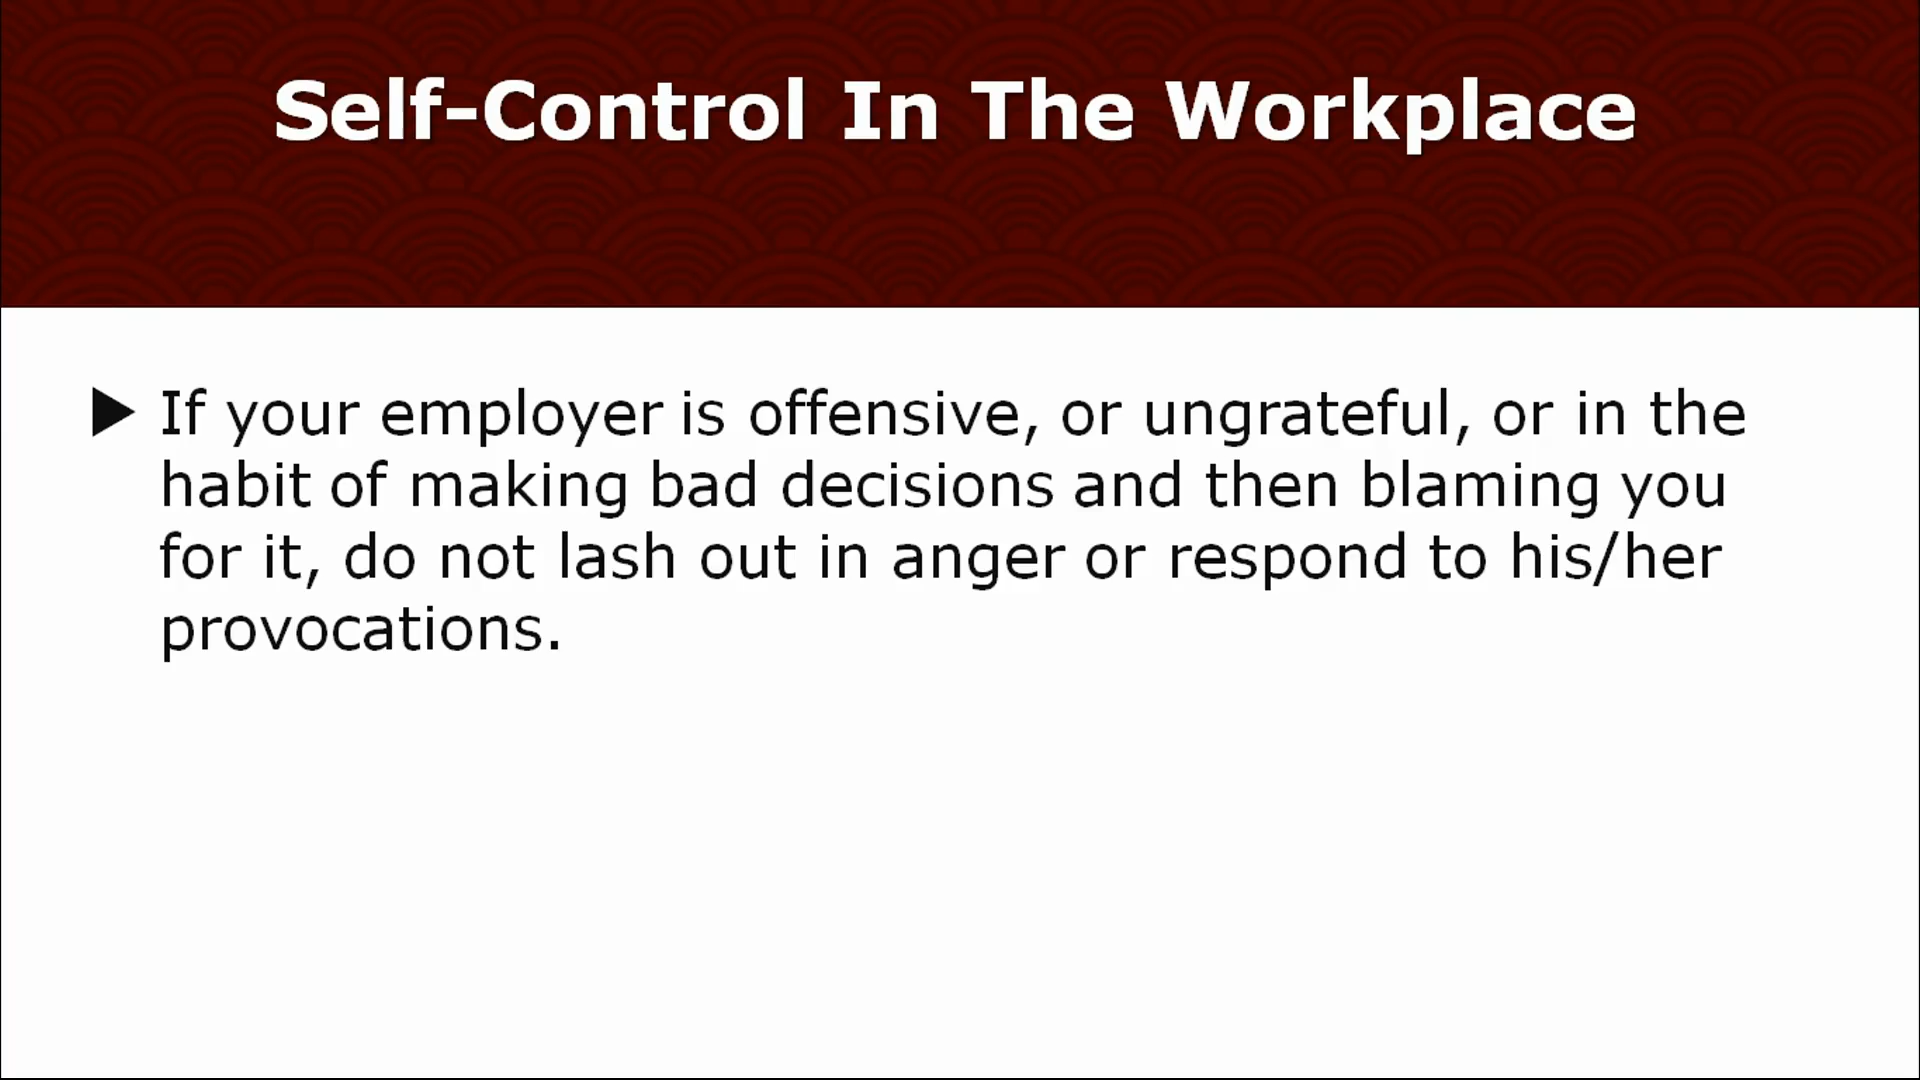 Self-Control In The Workplace
If your employer is offensive, or ungrateful, or in the
habit of making bad decisions and then blaming you
for it, do not lash out in anger or respond to his/her
provocations.